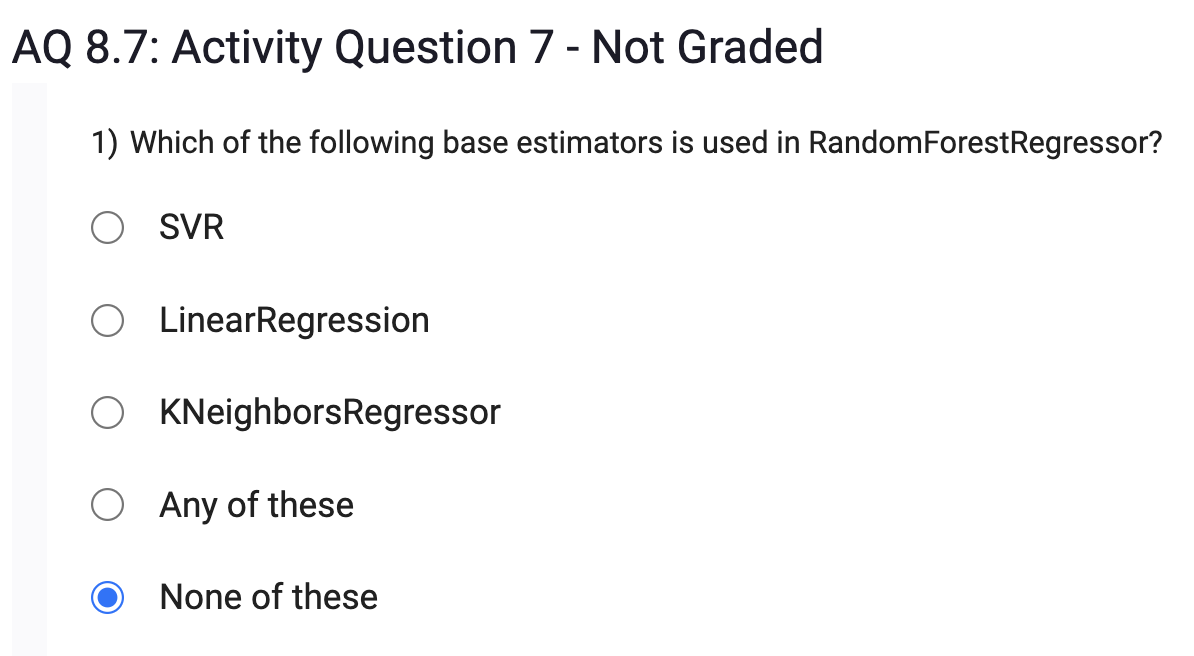 AQ 8.7: Activity Question 7 - Not Graded
1) Which of the following base estimators is used in RandomForestRegressor?
SVR
LinearRegression
KNeighborsRegressor
Any of these
None of these